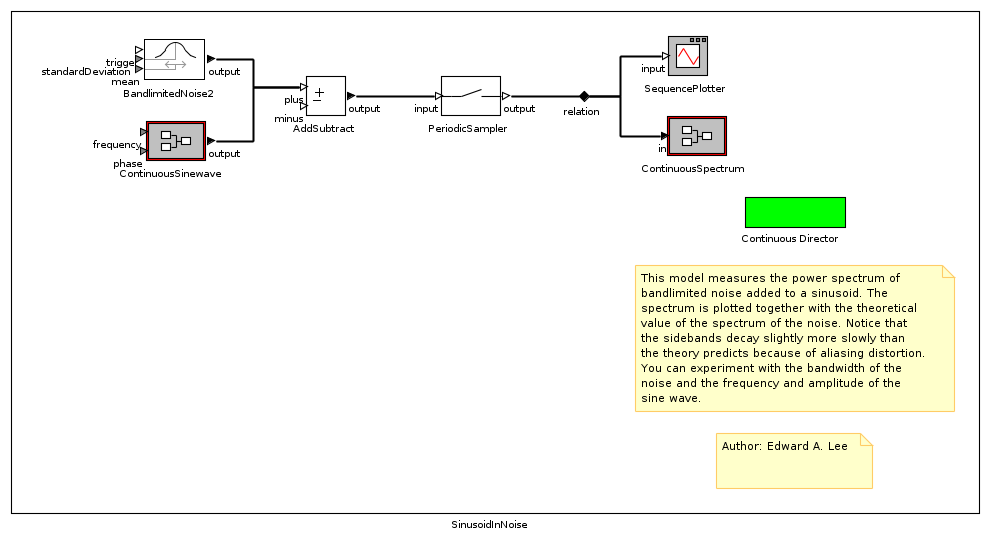 trigge
standardDeviation
mean
output
BandlimitedNoise2
frequency
phase
output
ContinuousSinewave
plus
minus
+
−
output
AddSubtract
input
output
PeriodicSampler
relation
input
SequencePlotter
in
ContinuousSpectrum
Continuous Director
This model measures the power spectrum of
bandlimited noise added to a sinusoid. The
spectrum is plotted together with the theoretical
value of the spectrum of the noise. Notice that
the sidebands decay slightly more slowly than
the theory predicts because of aliasing distortion.
You can experiment with the bandwidth of the
noise and the frequency and amplitude of the
sine wave.
Author: Edward A. Lee
SinusoidInNoise